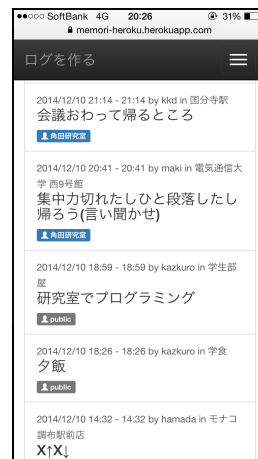 ●●○○○ SoftBank 4G 20:26 31%
memori-heroku.herokuapp.com
ログを作る
2014/12/10 21:14 - 21:14 by kkd in 国分寺駅
会議おわって帰るところ
角田研究室
2014/12/10 20:41 - 20:41 by maki in 電気通信大
学 西9号館
集中力切れたしひと段落したし
帰ろう(言い聞かせ)
角田研究室
2014/12/10 18:59 - 18:59 by kazkuro in 学生部
屋
研究室でプログラミング
public
2014/12/10 18:26 - 18:26 by kazkuro in 学食
夕飯
public
2014/12/10 14:32 - 14:32 by hamada in モナコ
調布駅前店
X↑X↓